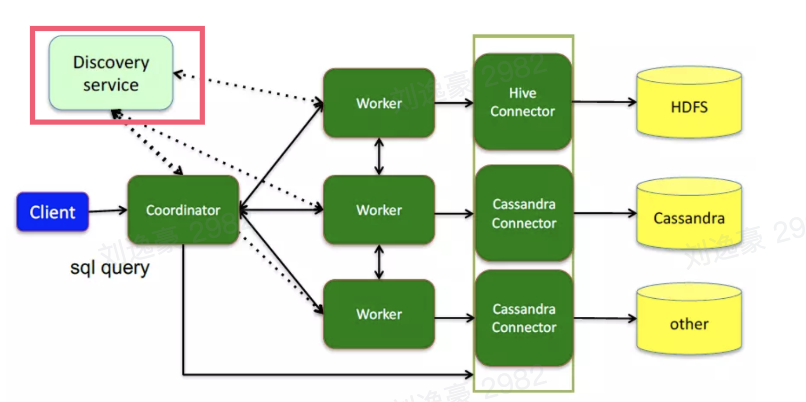 Discovery
service
Worker
Hive
Connector
HDFS
Client
Coordinator
Worker
Cassandra
Connector
Cassandra
sql query
Worker
Cassandra
Connector
other
刘逸豪 2982
刘逸豪 2982
刘逸豪 29
刘逸豪 2982